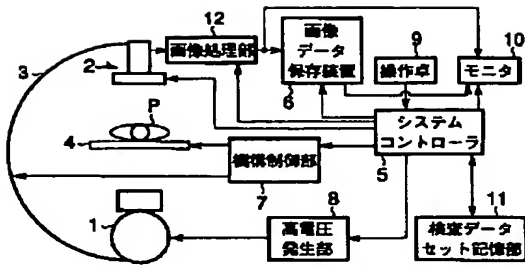 12
画像処理部
画像
データ
保存装置
6
9
操作卓
10
モニタ
2
3
P
4
機構制御部
7
システム
コントローラ
5
1
8
高電圧
発生部
11
検査データ
セット記憶部